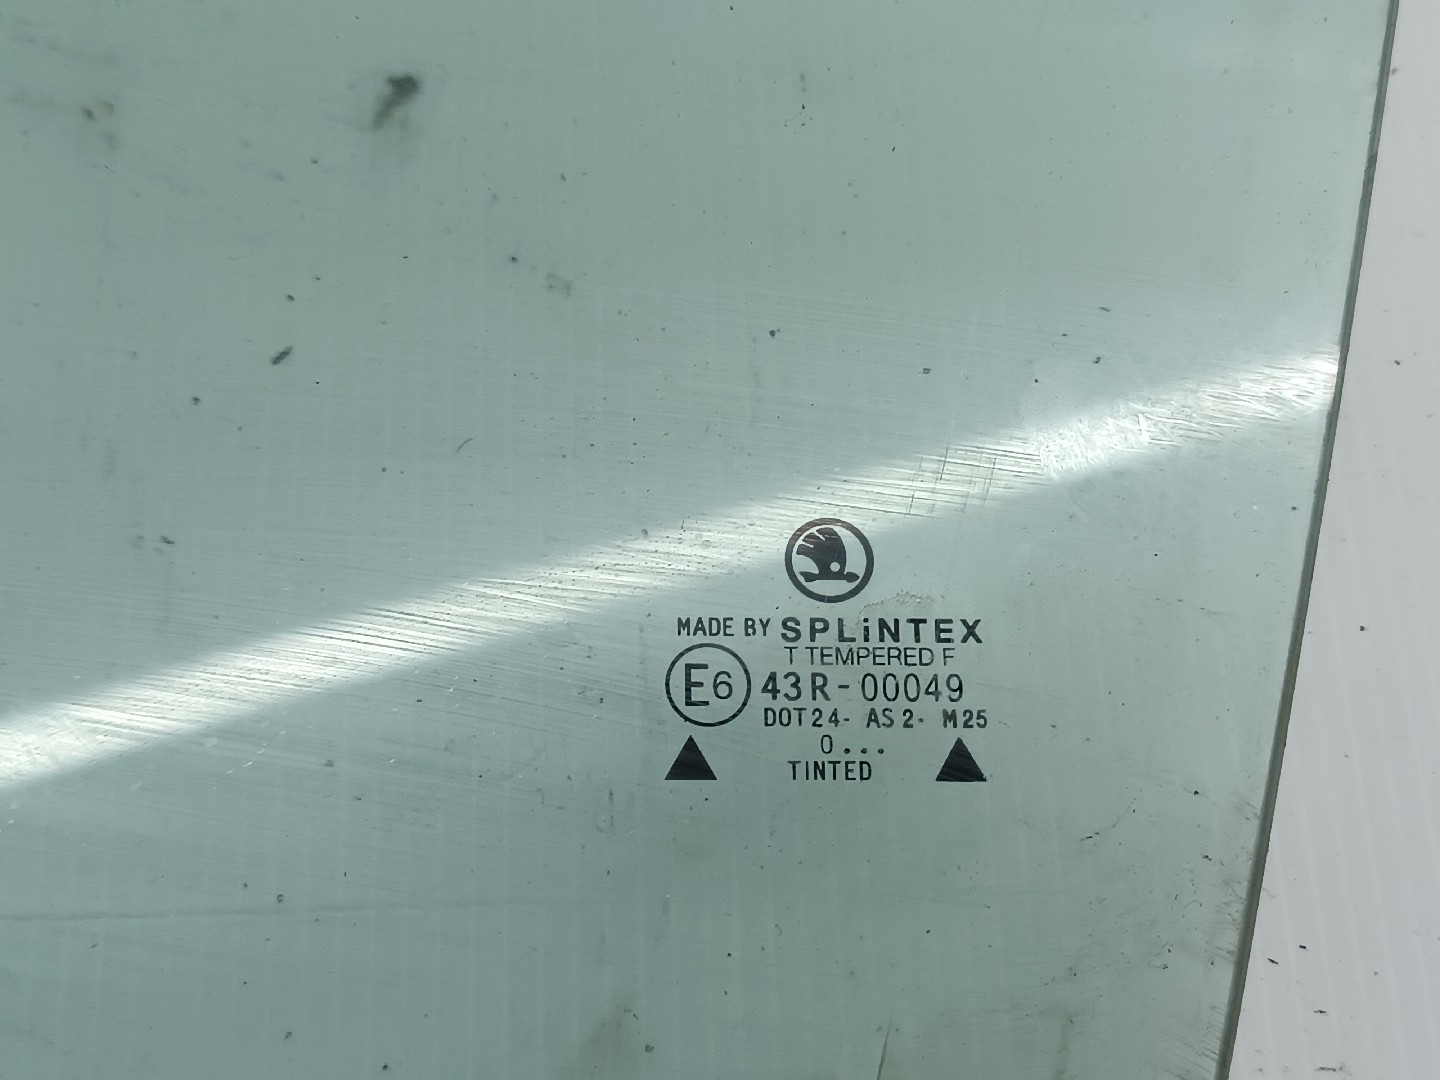 MADE BY SPLiNTEX
T TEMPERED F
E6 43R-00049
DOT24- AS2- M25
0...
TINTED